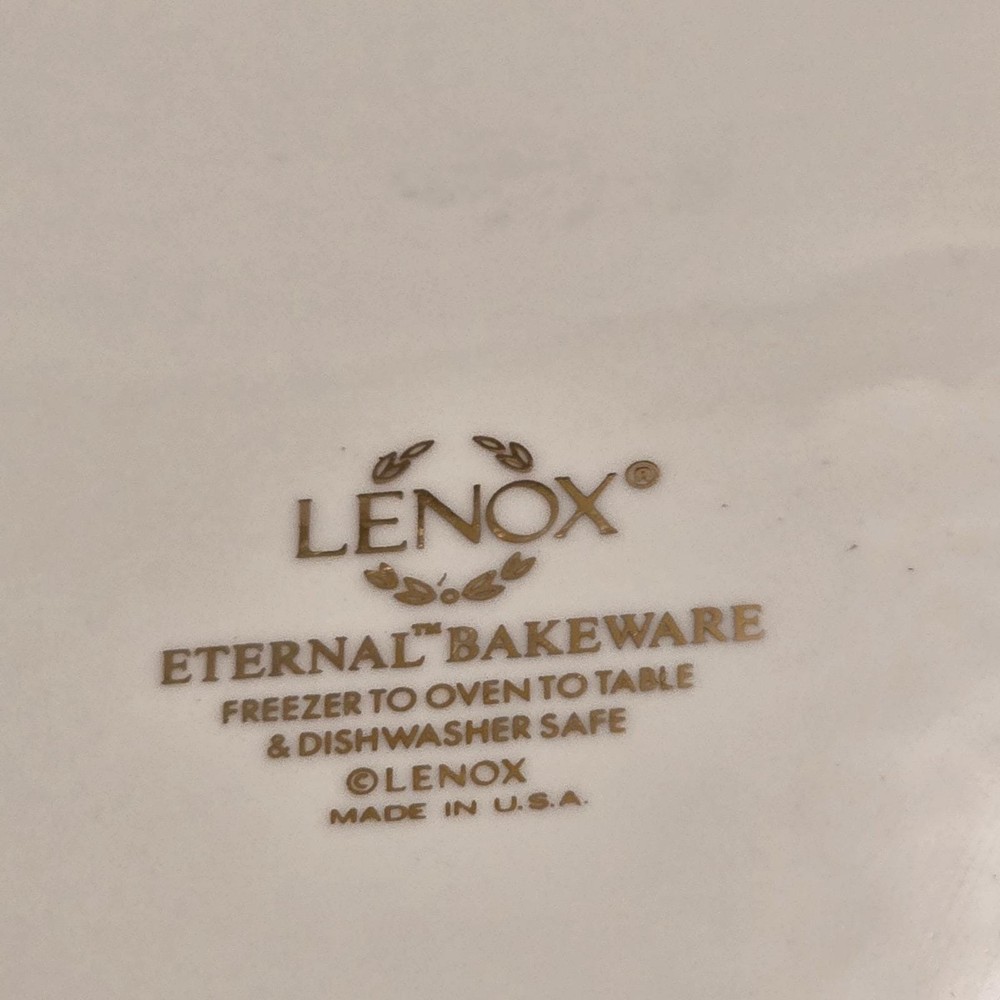 LENOX®
ETERNAL™ BAKEWARE
FREEZER TO OVEN TO TABLE
& DISHWASHER SAFE
©LENOX
MADE IN U.S.A.